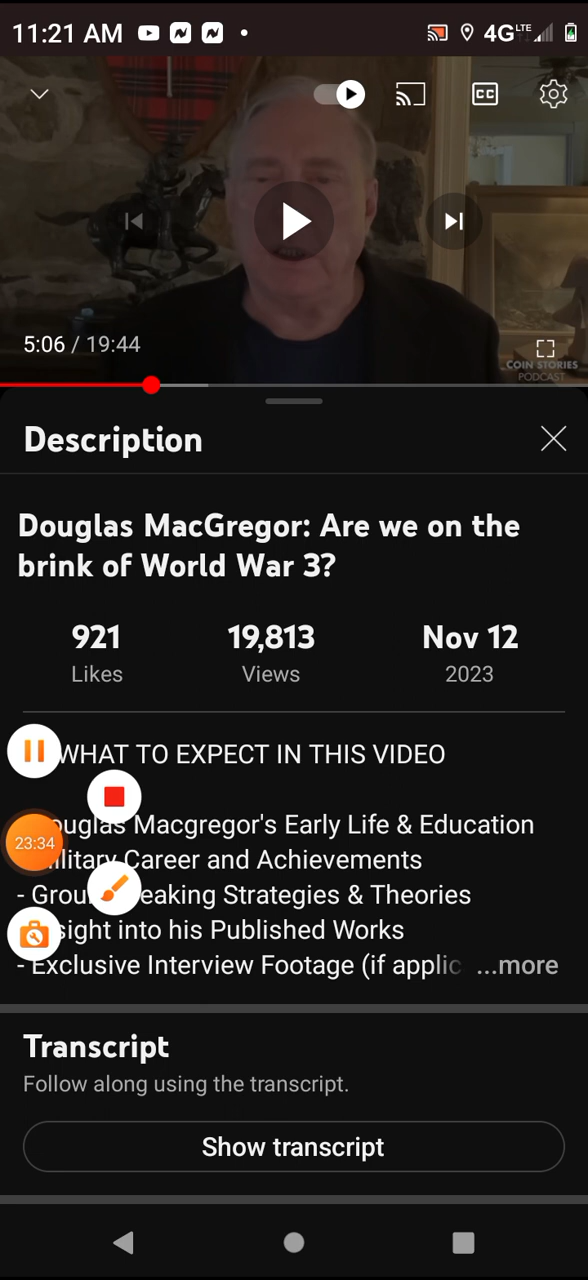 11:21 AM
4G LTE
CC
5:06 / 19:44
COIN STORIES
PODCAST
Description
Douglas MacGregor: Are we on the
brink of World War 3?
921
Likes
19,813
Views
Nov 12
2023
WHAT TO EXPECT IN THIS VIDEO
ouglas Macgregor's Early Life & Education
litary Career and Achievements
- Grou eaking Strategies & Theories
sight into his Published Works
- Exclusive Interview Footage (if applic ...more
23:34
Transcript
Follow along using the transcript.
Show transcript